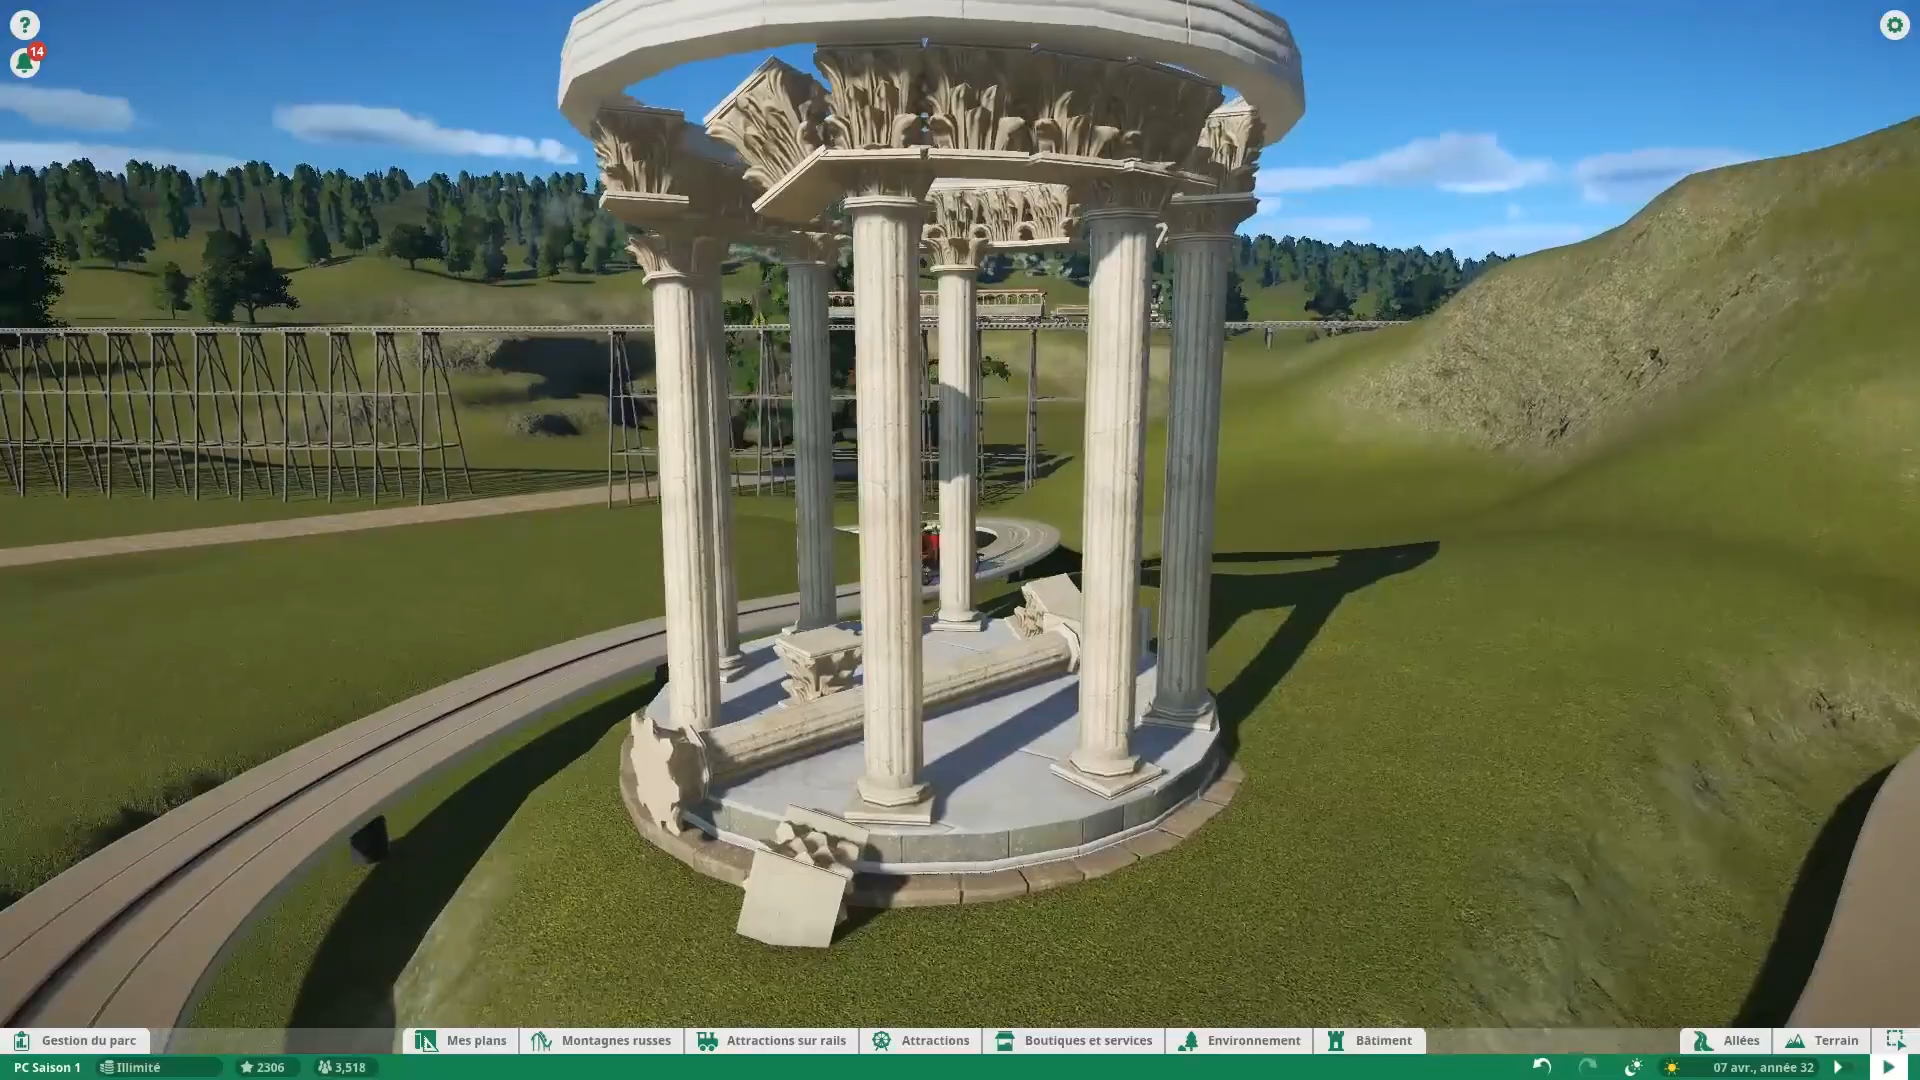 ?
14
Gestion du parc
Mes plans
Montagnes russes
Attractions sur rails
Attractions
Boutiques et services
Environnement
Bâtiment
Allées
Terrain
PC Saison 1
Illimité
2306
3,518
07 avr., année 32